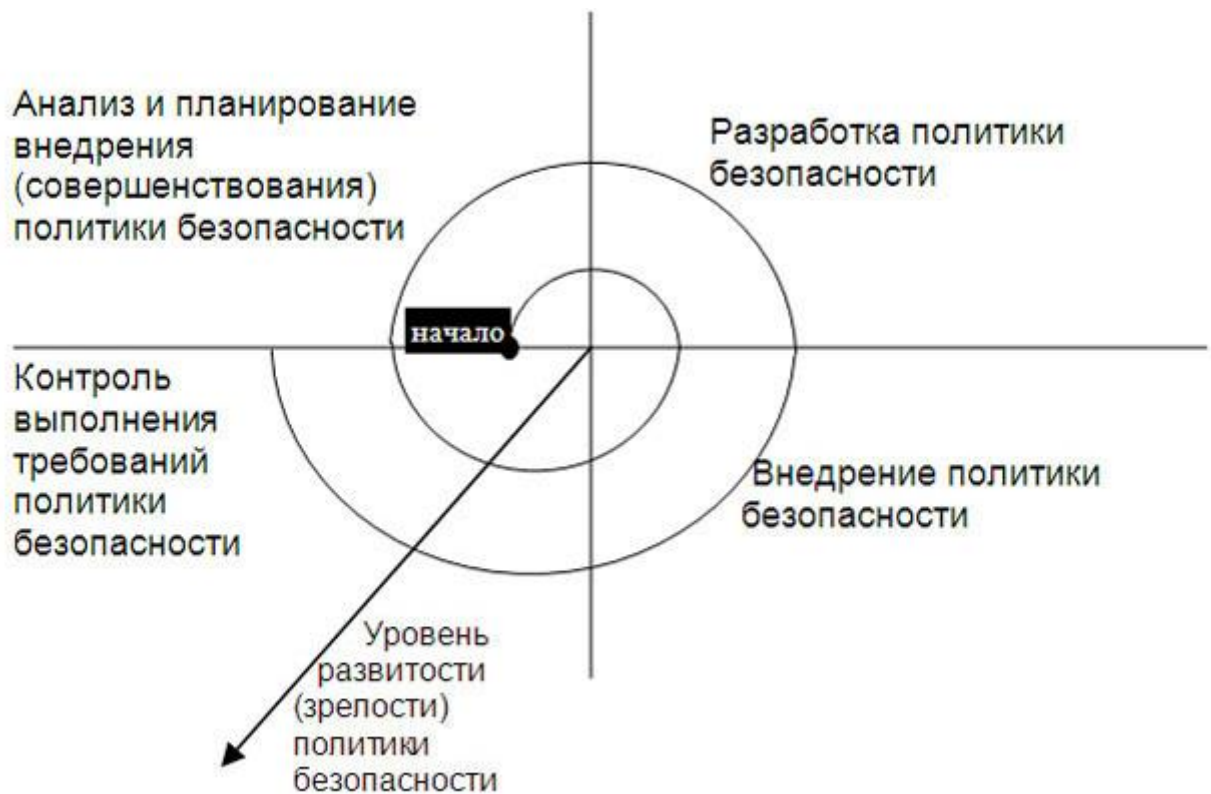 Анализ и планирование
внедрения
(совершенствования)
политики безопасности
Разработка политики
безопасности
начало
Контроль
выполнения
требований
политики
безопасности
Внедрение политики
безопасности
Уровень
развитости
(зрелости)
политики
безопасности